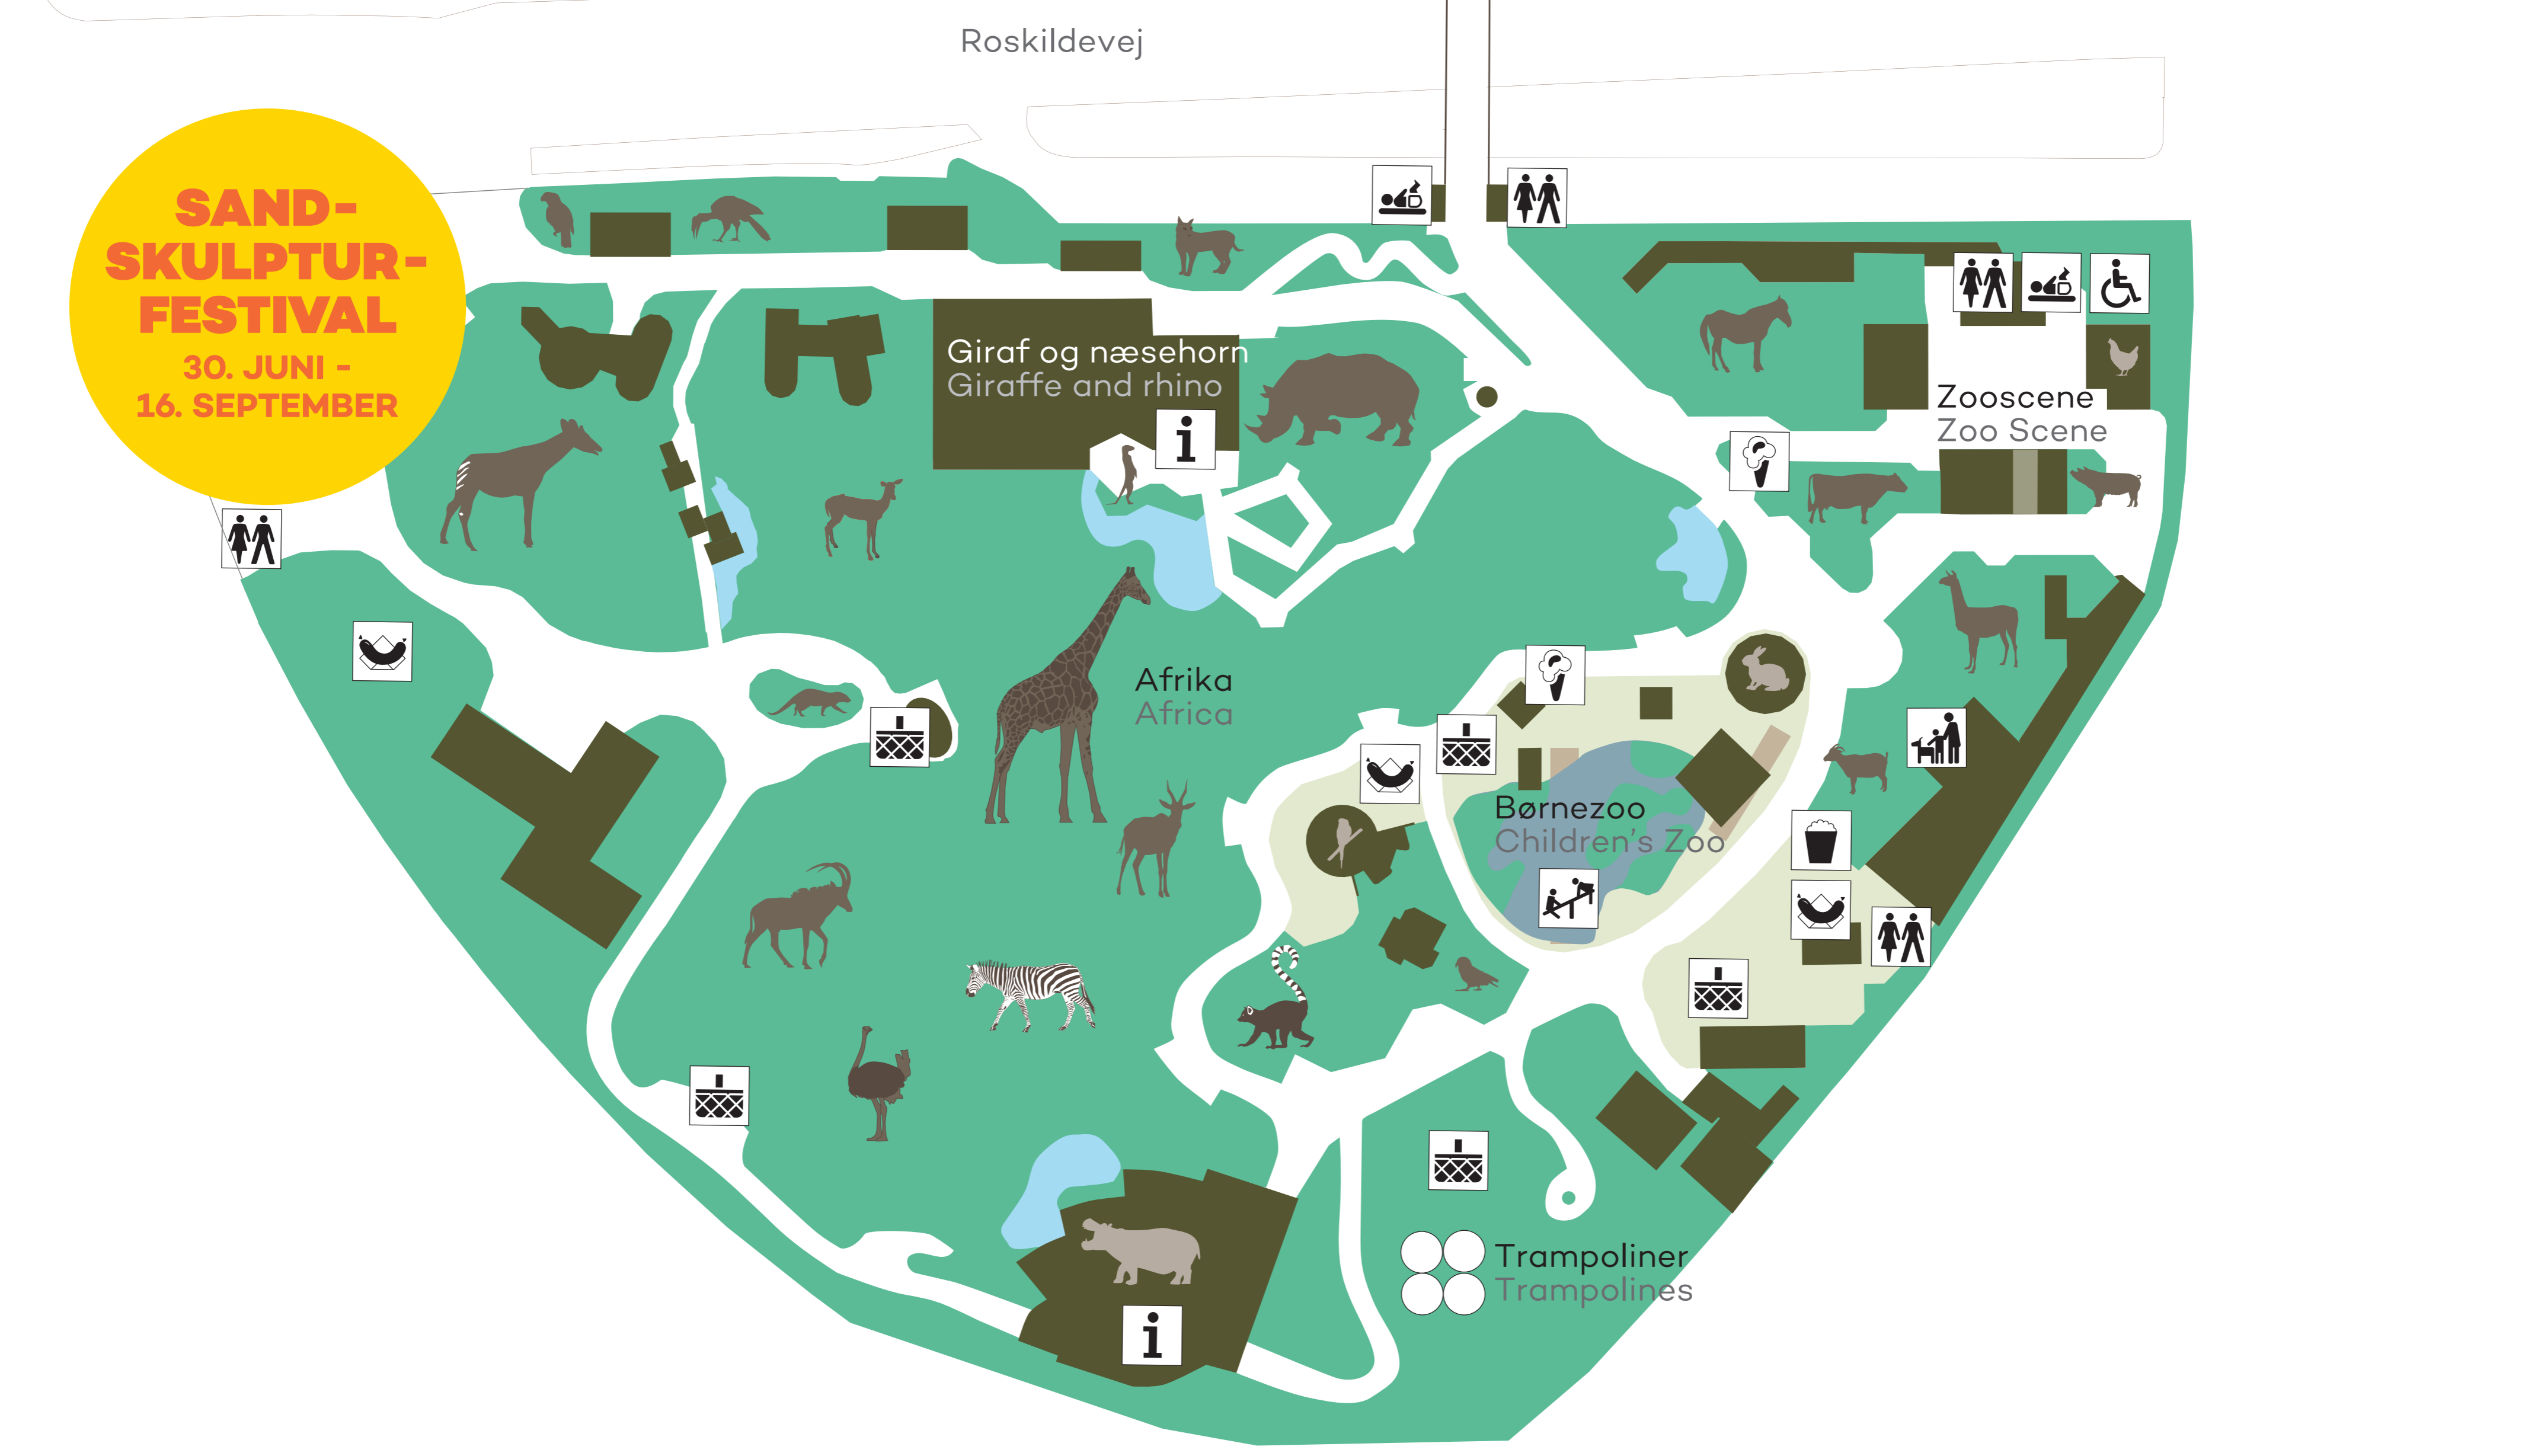 Roskildevej
SAND-
SKULPTUR-
FESTIVAL
30. JUNI -
16. SEPTEMBER
Giraf og næsehorn
Giraffe and rhino
i
Zooscene
Zoo Scene
Afrika
Africa
Børnezoo
Children's Zoo
Trampoliner
Trampolines
i